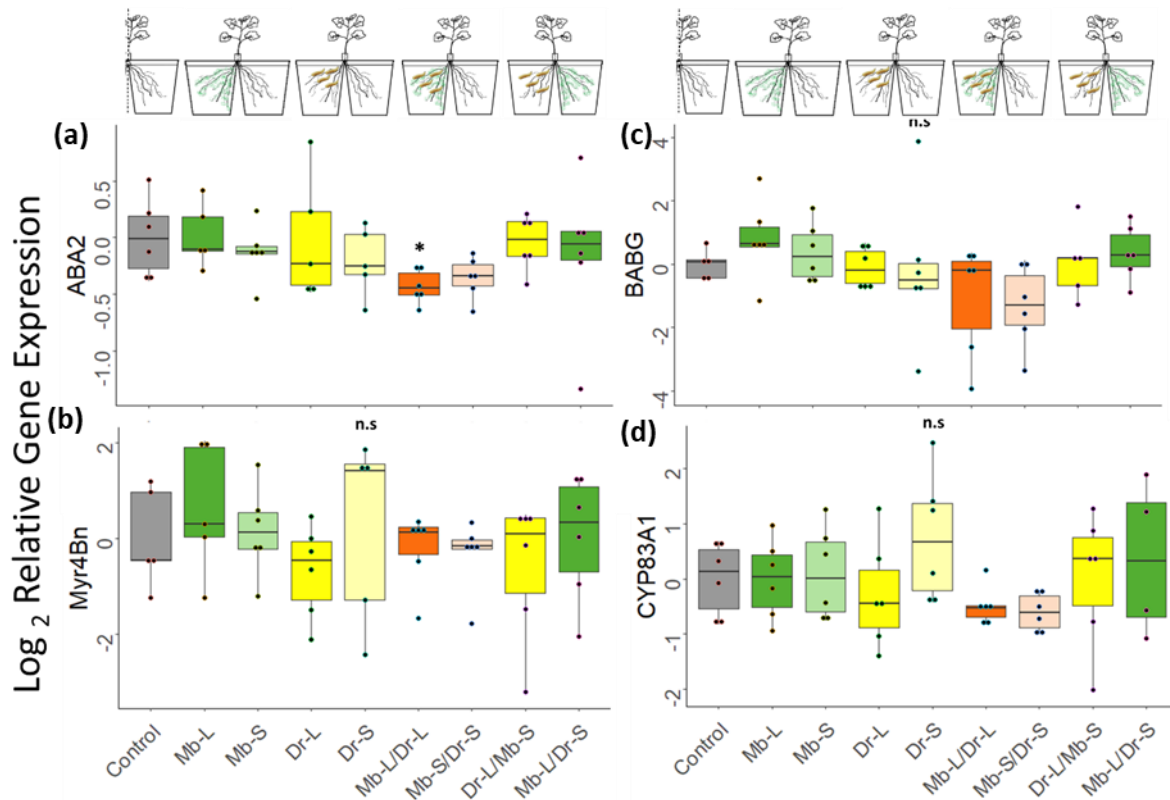 Log 2 Relative Gene Expression
(a)
ABA2
0.5
0.0
-0.5
-1.0
*
(c)
n.s
BABG
4
2
0
-2
-4
(b)
n.s
Myr4Bn
2
0
-2
(d)
n.s
CYP83A1
2
1
0
-1
-2
Control
Mb-L
Mb-S
Dr-L
Dr-S
Mb-L/Dr-L
Mb-S/Dr-S
Dr-L/Mb-S
Mb-L/Dr-S
Control
Mb-L
Mb-S
Dr-L
Dr-S
Mb-L/Dr-L
Mb-S/Dr-S
Dr-L/Mb-S
Mb-L/Dr-S